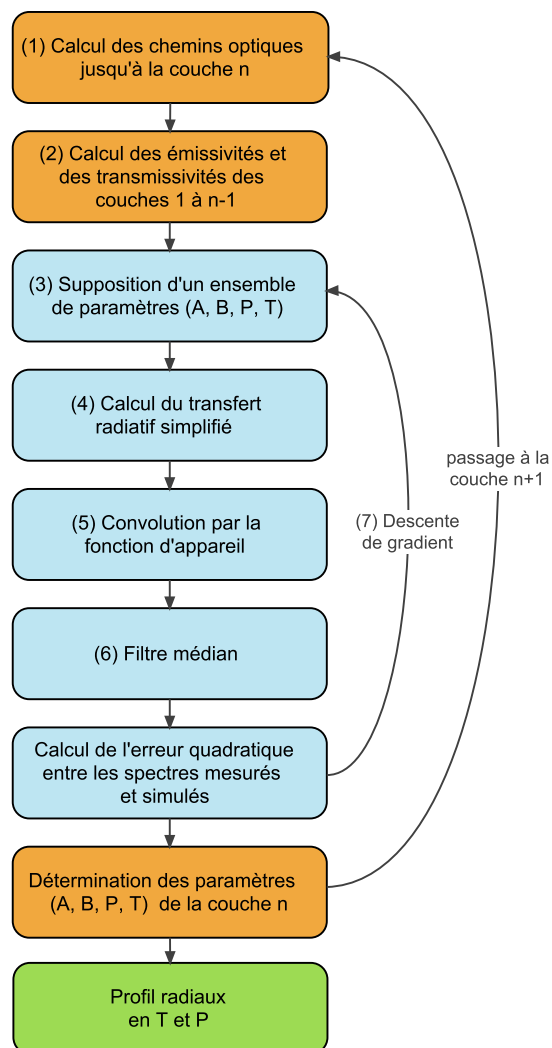 (1) Calcul des chemins optiques
jusqu'à la couche n
(2) Calcul des émissivités et
des transmissivités des
couches 1 à n-1
(3) Supposition d'un ensemble
de paramètres (A, B, P, T)
(4) Calcul du transfert
radiatif simplifié
(5) Convolution par la
fonction d'appareil
(6) Filtre médian
Calcul de l'erreur quadratique
entre les spectres mesurés
et simulés
Détermination des paramètres
(A, B, P, T) de la couche n
Profil radiaux
en T et P
(7) Descente
de gradient
passage à la
couche n+1